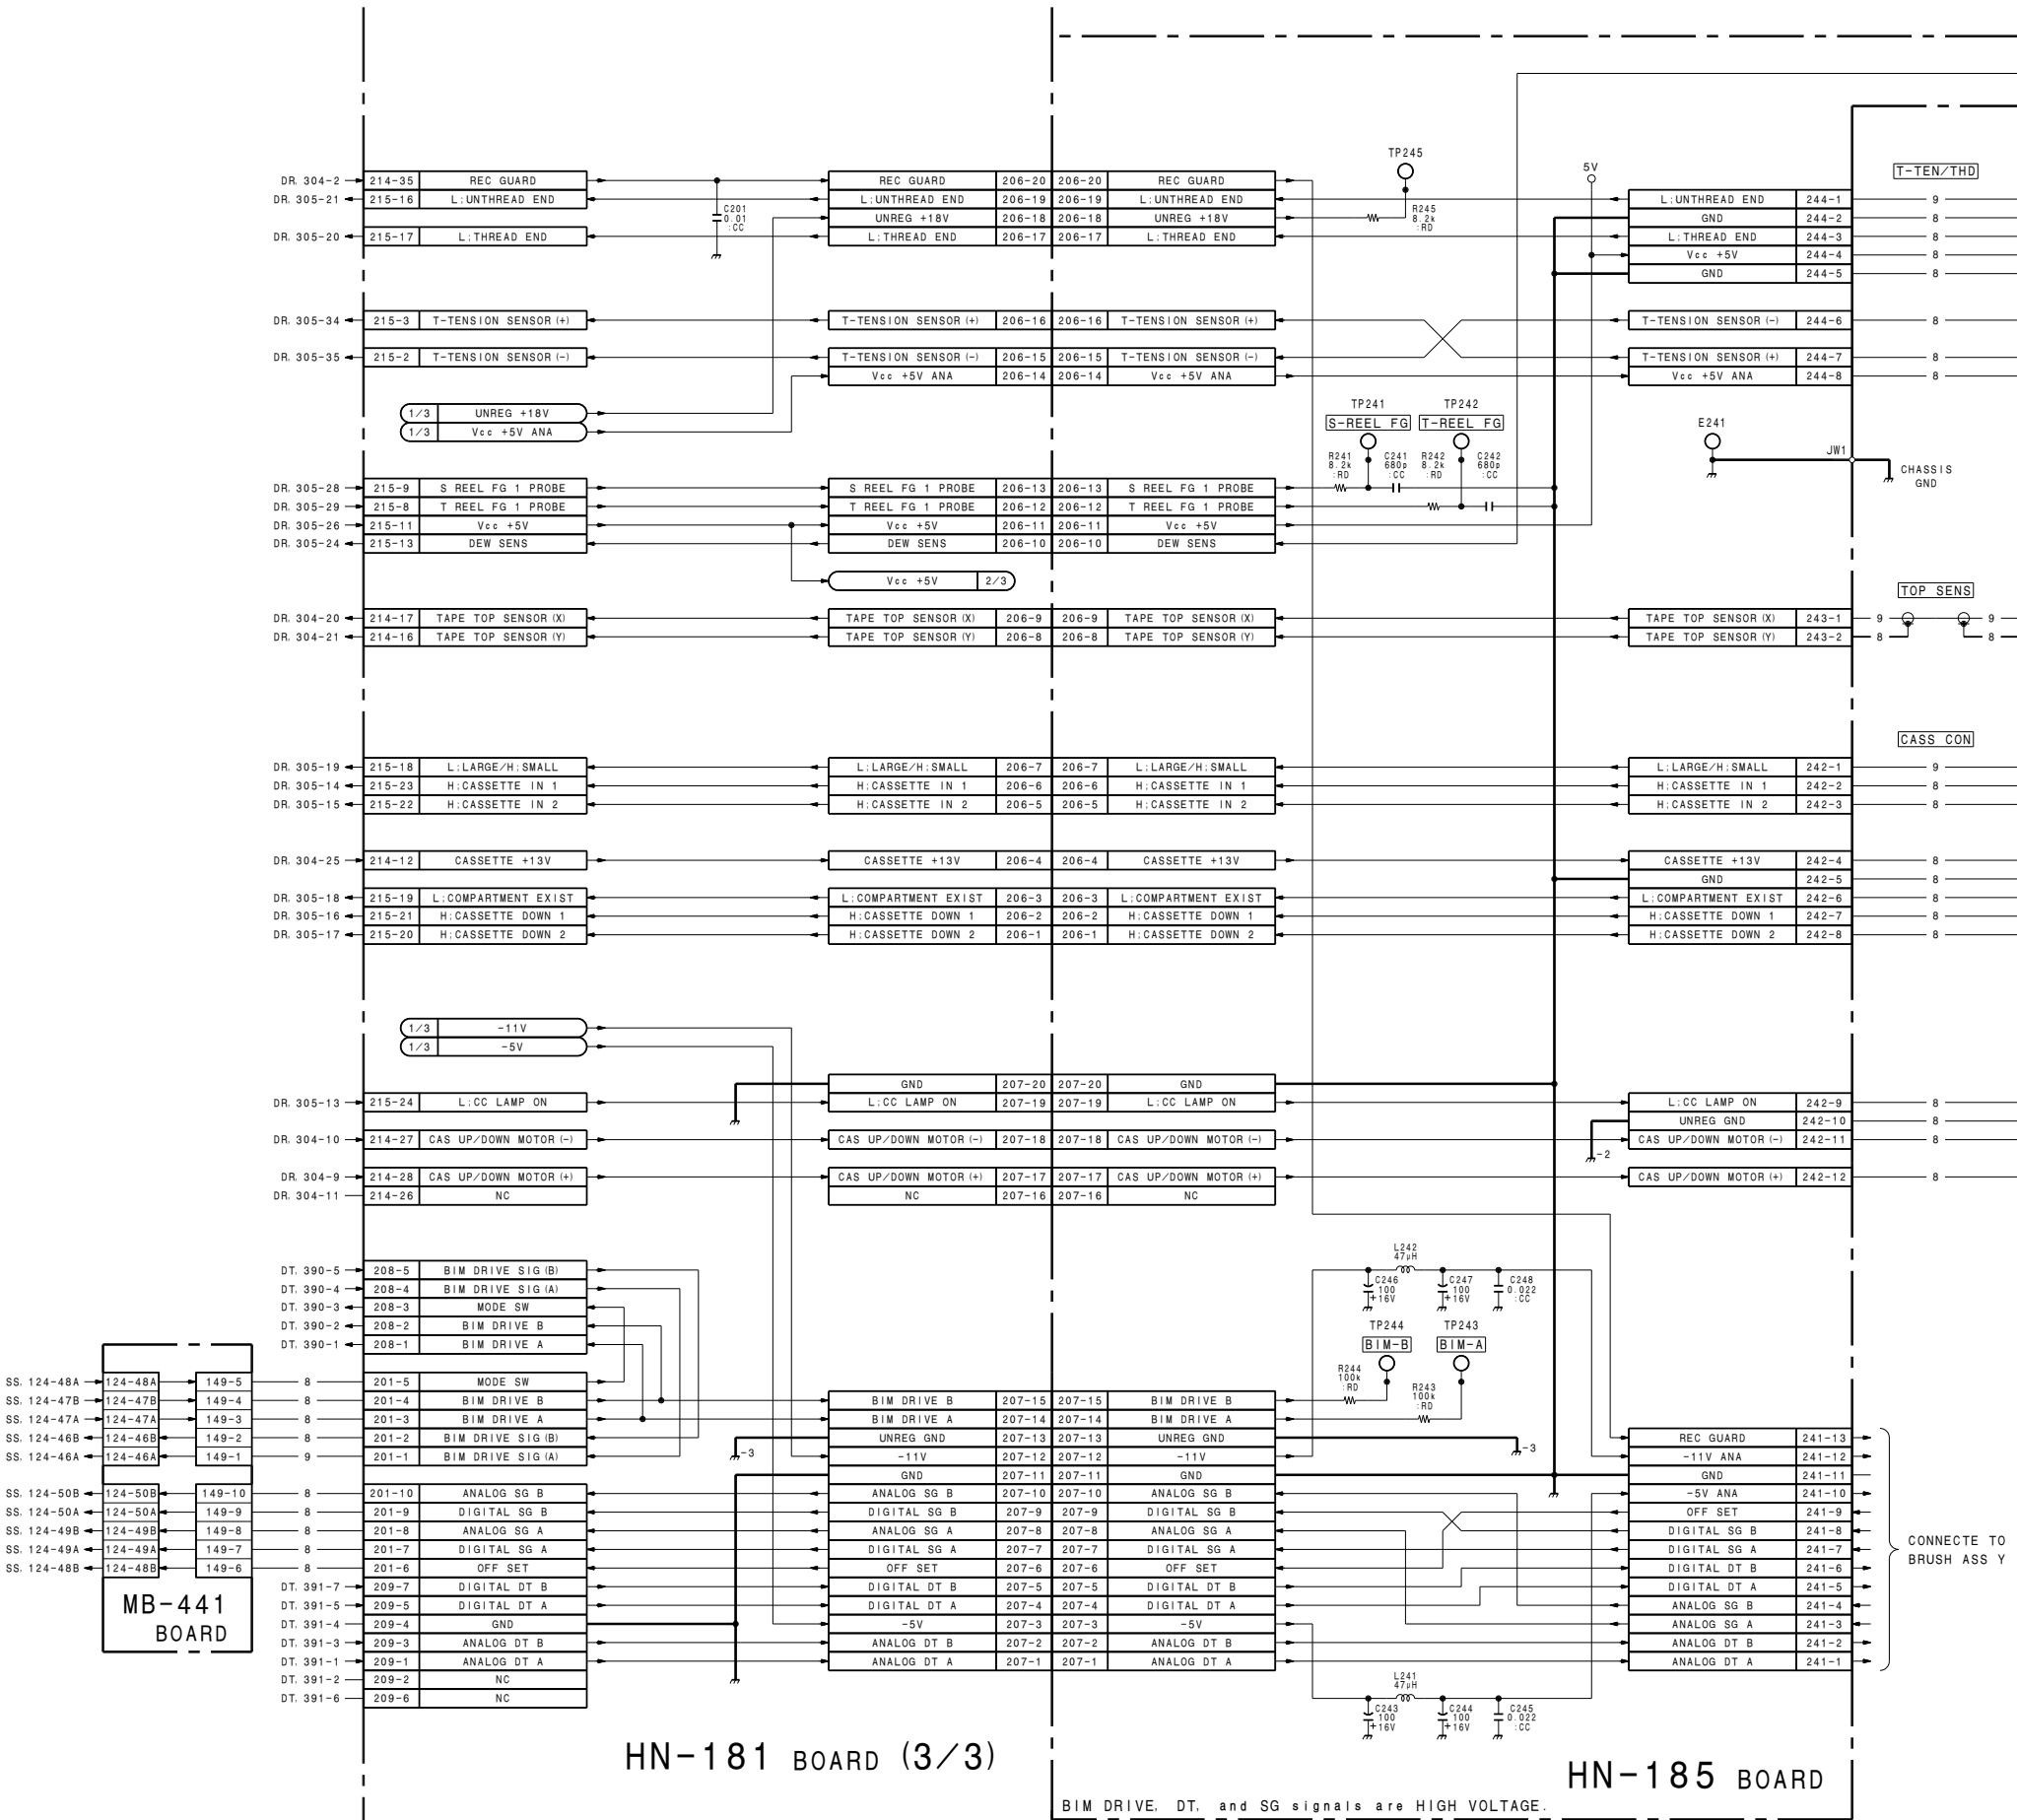 TP245
5V
T-TEN/THD
DR. 304-2 214-35 REC GUARD REC GUARD 206-20 206-20 REC GUARD
DR. 305-21 215-16 L:UNTHREAD END L:UNTHREAD END 206-19 206-19 L:UNTHREAD END L:UNTHREAD END 244-1 9
C201 0.01 :CC
UNREG +18V 206-18 206-18 UNREG +18V R245 8.2k :RD GND 244-2 8
DR. 305-20 215-17 L:THREAD END L:THREAD END 206-17 206-17 L:THREAD END L:THREAD END 244-3 8
Vcc +5V 244-4 8
GND 244-5 8
DR. 305-34 215-3 T-TENSION SENSOR (+) T-TENSION SENSOR (+) 206-16 206-16 T-TENSION SENSOR (+) T-TENSION SENSOR (-) 244-6 8
DR. 305-35 215-2 T-TENSION SENSOR (-) T-TENSION SENSOR (-) 206-15 206-15 T-TENSION SENSOR (-) T-TENSION SENSOR (+) 244-7 8
Vcc +5V ANA 206-14 206-14 Vcc +5V ANA Vcc +5V ANA 244-8 8
1/3 UNREG +18V
1/3 Vcc +5V ANA
TP241 TP242
S-REEL FG T-REEL FG
E241
JW1
CHASSIS GND
R241 8.2k :RD C241 680p :CC R242 8.2k :RD C242 680p :CC
DR. 305-28 215-9 S REEL FG 1 PROBE S REEL FG 1 PROBE 206-13 206-13 S REEL FG 1 PROBE
DR. 305-29 215-8 T REEL FG 1 PROBE T REEL FG 1 PROBE 206-12 206-12 T REEL FG 1 PROBE
DR. 305-26 215-11 Vcc +5V Vcc +5V 206-11 206-11 Vcc +5V
DR. 305-24 215-13 DEW SENS DEW SENS 206-10 206-10 DEW SENS
Vcc +5V 2/3
TOP SENS
DR. 304-20 214-17 TAPE TOP SENSOR (X) TAPE TOP SENSOR (X) 206-9 206-9 TAPE TOP SENSOR (X) TAPE TOP SENSOR (X) 243-1 9 9
DR. 304-21 214-16 TAPE TOP SENSOR (Y) TAPE TOP SENSOR (Y) 206-8 206-8 TAPE TOP SENSOR (Y) TAPE TOP SENSOR (Y) 243-2 8 8
CASS CON
DR. 305-19 215-18 L:LARGE/H:SMALL L:LARGE/H:SMALL 206-7 206-7 L:LARGE/H:SMALL L:LARGE/H:SMALL 242-1 9
DR. 305-14 215-23 H:CASSETTE IN 1 H:CASSETTE IN 1 206-6 206-6 H:CASSETTE IN 1 H:CASSETTE IN 1 242-2 8
DR. 305-15 215-22 H:CASSETTE IN 2 H:CASSETTE IN 2 206-5 206-5 H:CASSETTE IN 2 H:CASSETTE IN 2 242-3 8
DR. 304-25 214-12 CASSETTE +13V CASSETTE +13V 206-4 206-4 CASSETTE +13V CASSETTE +13V 242-4 8
GND 242-5 8
DR. 305-18 215-19 L:COMPARTMENT EXIST L:COMPARTMENT EXIST 206-3 206-3 L:COMPARTMENT EXIST L:COMPARTMENT EXIST 242-6 8
DR. 305-16 215-21 H:CASSETTE DOWN 1 H:CASSETTE DOWN 1 206-2 206-2 H:CASSETTE DOWN 1 H:CASSETTE DOWN 1 242-7 8
DR. 305-17 215-20 H:CASSETTE DOWN 2 H:CASSETTE DOWN 2 206-1 206-1 H:CASSETTE DOWN 2 H:CASSETTE DOWN 2 242-8 8
1/3 -11V
1/3 -5V
GND 207-20 207-20 GND
DR. 305-13 215-24 L:CC LAMP ON L:CC LAMP ON 207-19 207-19 L:CC LAMP ON L:CC LAMP ON 242-9 8
UNREG GND 242-10 8
DR. 304-10 214-27 CAS UP/DOWN MOTOR (-) CAS UP/DOWN MOTOR (-) 207-18 207-18 CAS UP/DOWN MOTOR (-) CAS UP/DOWN MOTOR (-) 242-11 8
-2
DR. 304-9 214-28 CAS UP/DOWN MOTOR (+) CAS UP/DOWN MOTOR (+) 207-17 207-17 CAS UP/DOWN MOTOR (+) CAS UP/DOWN MOTOR (+) 242-12 8
DR. 304-11 214-26 NC NC 207-16 207-16 NC
L242 47μH
C246 100 +16V C247 100 +16V C248 0.022 :CC
DT. 390-5 208-5 BIM DRIVE SIG (B)
DT. 390-4 208-4 BIM DRIVE SIG (A)
DT. 390-3 208-3 MODE SW
DT. 390-2 208-2 BIM DRIVE B
DT. 390-1 208-1 BIM DRIVE A
TP244 TP243
BIM-B BIM-A
R244 100k :RD R243 100k :RD
SS. 124-48A 124-48A 149-5 8 201-5 MODE SW
SS. 124-47B 124-47B 149-4 8 201-4 BIM DRIVE B BIM DRIVE B 207-15 207-15 BIM DRIVE B
SS. 124-47A 124-47A 149-3 8 201-3 BIM DRIVE A BIM DRIVE A 207-14 207-14 BIM DRIVE A
SS. 124-46B 124-46B 149-2 8 201-2 BIM DRIVE SIG (B) UNREG GND 207-13 207-13 UNREG GND REC GUARD 241-13
SS. 124-46A 124-46A 149-1 9 201-1 BIM DRIVE SIG (A) -3 -11V 207-12 207-12 -11V -3 -11V ANA 241-12
GND 207-11 207-11 GND GND 241-11
SS. 124-50B 124-50B 149-10 8 201-10 ANALOG SG B ANALOG SG B 207-10 207-10 ANALOG SG B -5V ANA 241-10
SS. 124-50A 124-50A 149-9 8 201-9 DIGITAL SG B DIGITAL SG B 207-9 207-9 DIGITAL SG B OFF SET 241-9
SS. 124-49B 124-49B 149-8 8 201-8 ANALOG SG A ANALOG SG A 207-8 207-8 ANALOG SG A DIGITAL SG B 241-8
SS. 124-49A 124-49A 149-7 8 201-7 DIGITAL SG A DIGITAL SG A 207-7 207-7 DIGITAL SG A DIGITAL SG A 241-7
SS. 124-48B 124-48B 149-6 8 201-6 OFF SET OFF SET 207-6 207-6 OFF SET DIGITAL DT B 241-6
DT. 391-7 209-7 DIGITAL DT B DIGITAL DT B 207-5 207-5 DIGITAL DT B DIGITAL DT A 241-5
DT. 391-5 209-5 DIGITAL DT A DIGITAL DT A 207-4 207-4 DIGITAL DT A ANALOG SG B 241-4
DT. 391-4 209-4 GND -5V 207-3 207-3 -5V ANALOG SG A 241-3
DT. 391-3 209-3 ANALOG DT B ANALOG DT B 207-2 207-2 ANALOG DT B ANALOG DT B 241-2
DT. 391-1 209-1 ANALOG DT A ANALOG DT A 207-1 207-1 ANALOG DT A ANALOG DT A 241-1
DT. 391-2 209-2 NC
DT. 391-6 209-6 NC
CONNECTE TO
BRUSH ASS Y
MB-441
BOARD
L241 47μH
C243 100 +16V C244 100 +16V C245 0.022 :CC
HN-181 BOARD (3/3)
HN-185 BOARD
BIM DRIVE, DT, and SG signals are HIGH VOLTAGE.